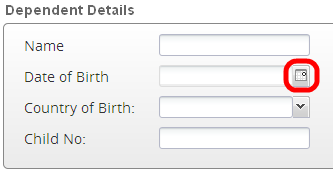 Dependent Details
Name
Date of Birth
Country of Birth:
Child No: